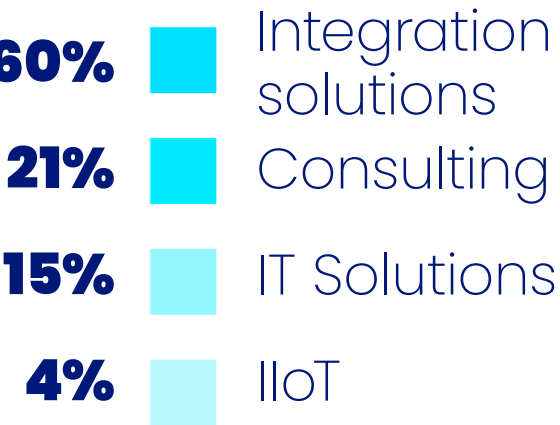 60% Integration
solutions
21% Consulting
15% IT Solutions
4% IIoT